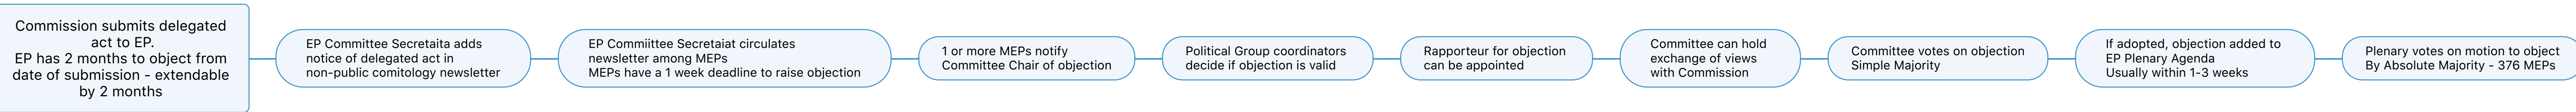 Commission submits delegated
act to EP.
EP has 2 months to object from
date of submission - extendable
by 2 months
EP Committee Secretaita adds
notice of delegated act in
non-public comitology newsletter
EP Commiittee Secretaiat circulates
newsletter among MEPs
MEPs have a 1 week deadline to raise objection
1 or more MEPs notify
Committee Chair of objection
Political Group coordinators
decide if objection is valid
Rapporteur for objection
can be appointed
Committee can hold
exchange of views
with Commission
Committee votes on objection
Simple Majority
If adopted, objection added to
EP Plenary Agenda
Usually within 1-3 weeks
Plenary votes on motion to object
By Absolute Majority - 376 MEPs